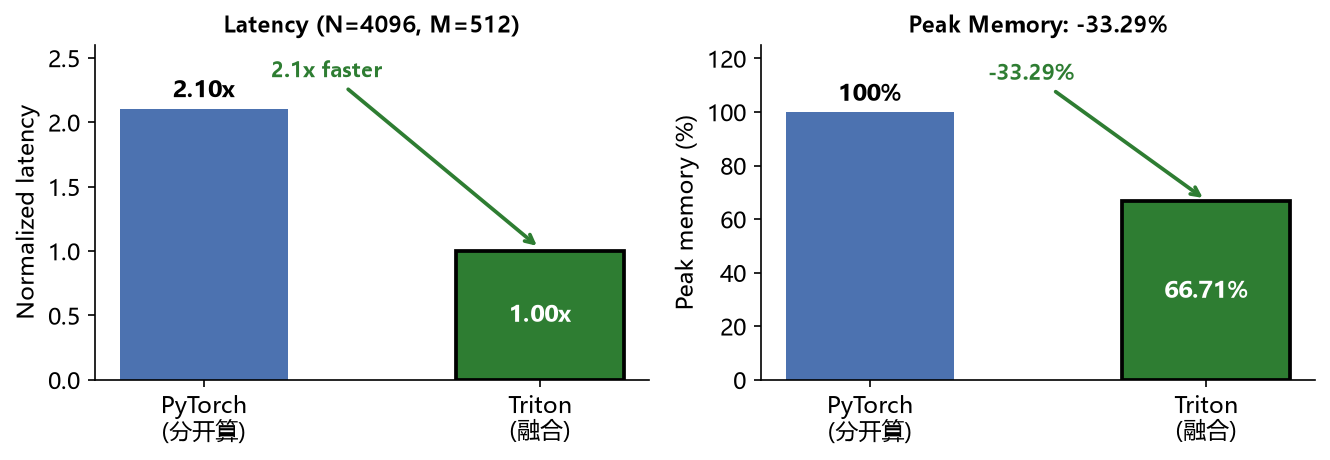 Latency (N=4096, M=512)
Normalized latency
2.5
2.0
1.5
1.0
0.5
0.0
2.10x
2.1x faster
1.00x
PyTorch
(分开算)
Triton
(融合)
Peak Memory: -33.29%
Peak memory (%)
120
100
80
60
40
20
0
100%
-33.29%
66.71%
PyTorch
(分开算)
Triton
(融合)